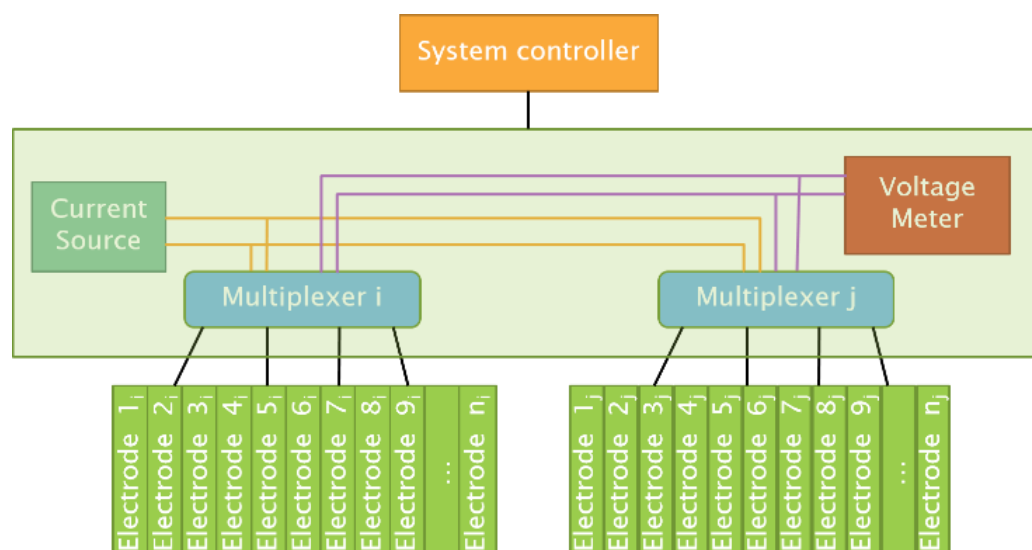 System controller
Current
Source
Voltage
Meter
Multiplexer i
Multiplexer j
Electrode 1i
Electrode 2i
Electrode 3i
Electrode 4i
Electrode 5i
Electrode 6i
Electrode 7i
Electrode 8i
Electrode 9i
...
Electrode ni
Electrode 1j
Electrode 2j
Electrode 3j
Electrode 4j
Electrode 5j
Electrode 6j
Electrode 7j
Electrode 8j
Electrode 9j
...
Electrode nj